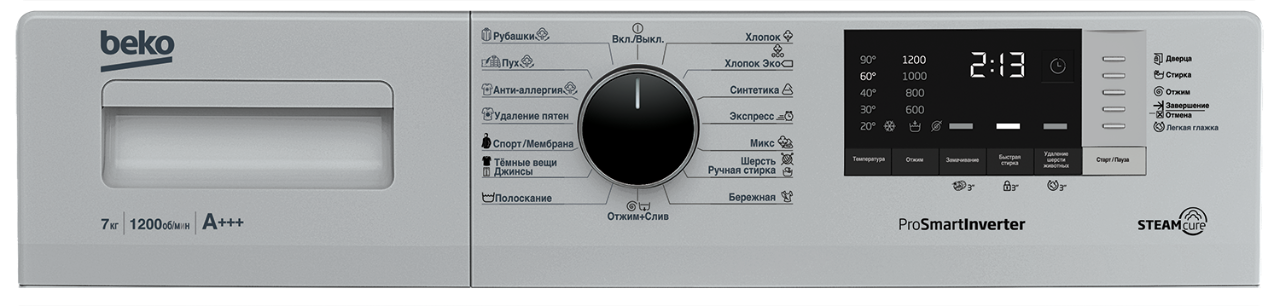 beko
7 кг 1200об/мин A+++
Вкл./Выкл.
Рубашки
Пух
Анти-аллергия
Удаление пятен
Спорт/Мембрана
Тёмные вещи
Джинсы
Полоскание
Отжим+Слив
Хлопок
Хлопок Эко
Синтетика
Экспресс
Микс
Шерсть
Ручная стирка
Бережная
90° 1200
60° 1000
40° 800
30° 600
20°
2:13
Температура
Отжим
Замачивание
Быстрая
стирка
Удаление
шерсти
животных
Старт / Пауза
3"
3"
3"
Дверца
Стирка
Отжим
Завершение
Отмена
Легкая глажка
ProSmartInverter
STEAMcure